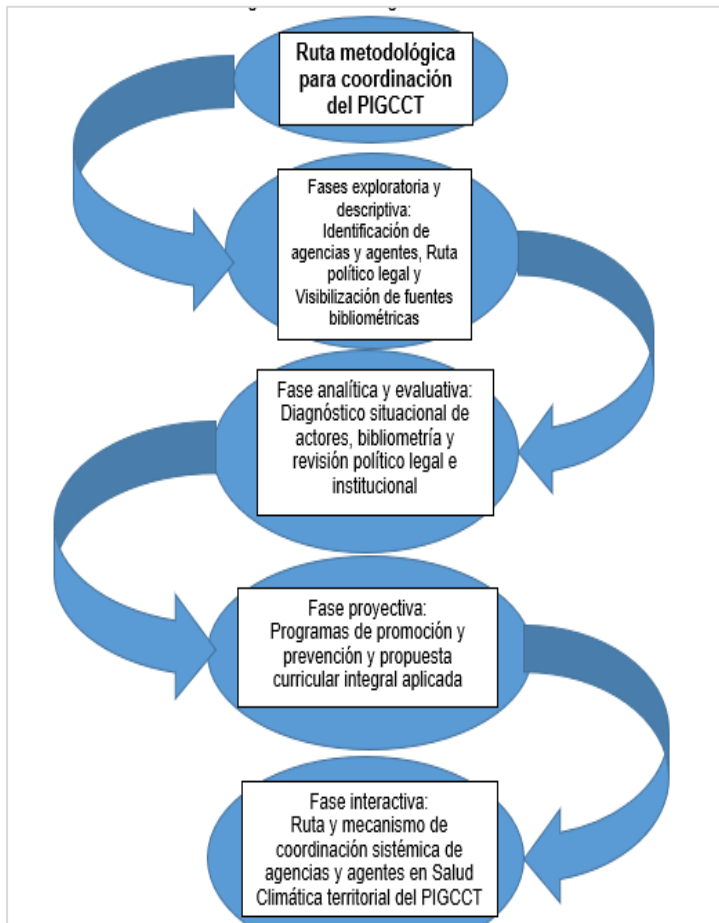 Ruta metodológica
para coordinación
del PIGCCT
Fases exploratoria y
descriptiva:
Identificación de
agencias y agentes, Ruta
político legal y
Visibilización de fuentes
bibliométricas
Fase analítica y evaluativa:
Diagnóstico situacional de
actores, bibliometría y
revisión político legal e
institucional
Fase proyectiva:
Programas de promoción y
prevención y propuesta
curricular integral aplicada
Fase interactiva:
Ruta y mecanismo de
coordinación sistémica de
agencias y agentes en Salud
Climática territorial del PIGCCT